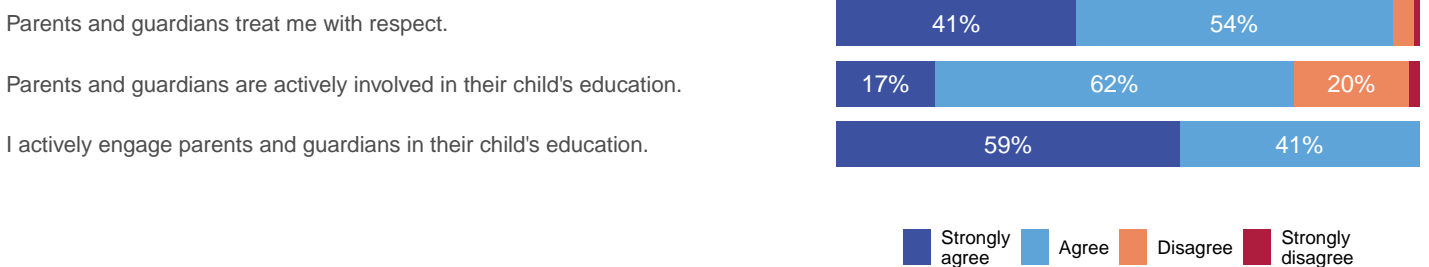 Parents and guardians treat me with respect.
41% 54%
Parents and guardians are actively involved in their child's education.
17% 62% 20%
I actively engage parents and guardians in their child's education.
59% 41%
Strongly
agree
Agree
Disagree
Strongly
disagree